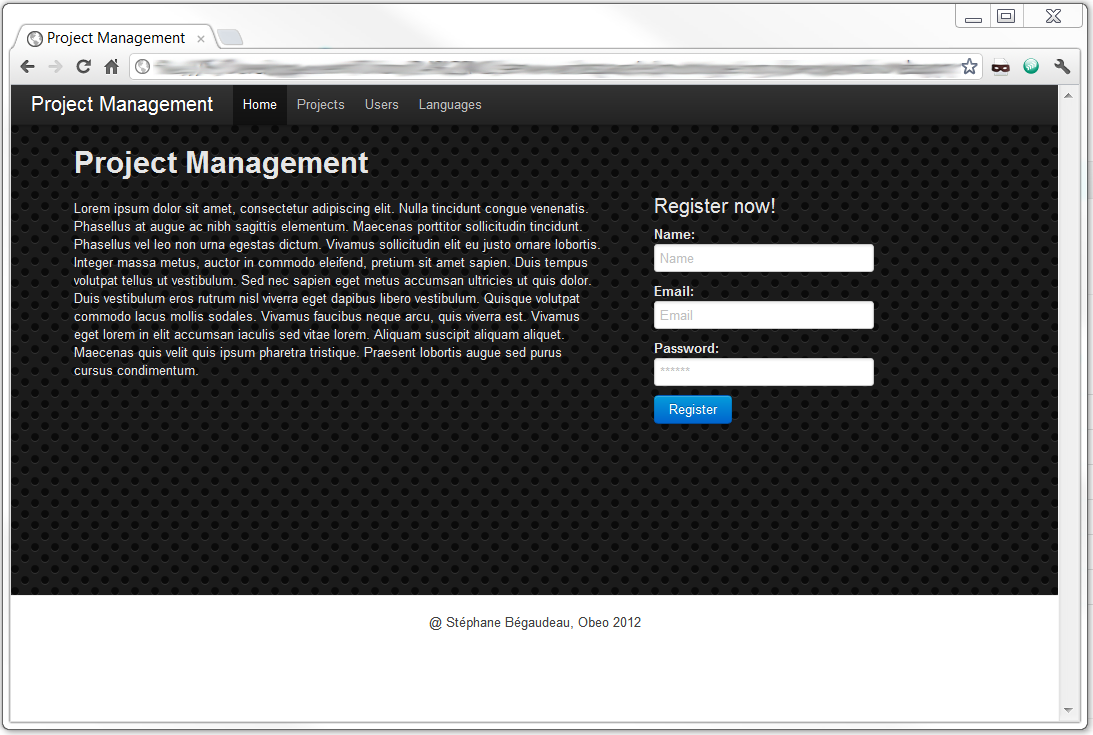 Project Management
Project Management Home Projects Users Languages
Project Management
Lorem ipsum dolor sit amet, consectetur adipiscing elit. Nulla tincidunt congue venenatis.
Phasellus at augue ac nibh sagittis elementum. Maecenas porttitor sollicitudin tincidunt.
Phasellus vel leo non urna egestas dictum. Vivamus sollicitudin elit eu justo ornare lobortis.
Integer massa metus, auctor in commodo eleifend, pretium sit amet sapien. Duis tempus
volutpat tellus ut vestibulum. Sed nec sapien eget metus accumsan ultricies ut quis dolor.
Duis vestibulum eros rutrum nisl viverra eget dapibus libero vestibulum. Quisque volutpat
commodo lacus mollis sodales. Vivamus faucibus neque arcu, quis viverra est. Vivamus
eget lorem in elit accumsan iaculis sed vitae lorem. Aliquam suscipit aliquam aliquet.
Maecenas quis velit quis ipsum pharetra tristique. Praesent lobortis augue sed purus
cursus condimentum.
Register now!
Name:
Name
Email:
Email
Password:
******
Register
@ Stéphane Bégaudeau, Obeo 2012